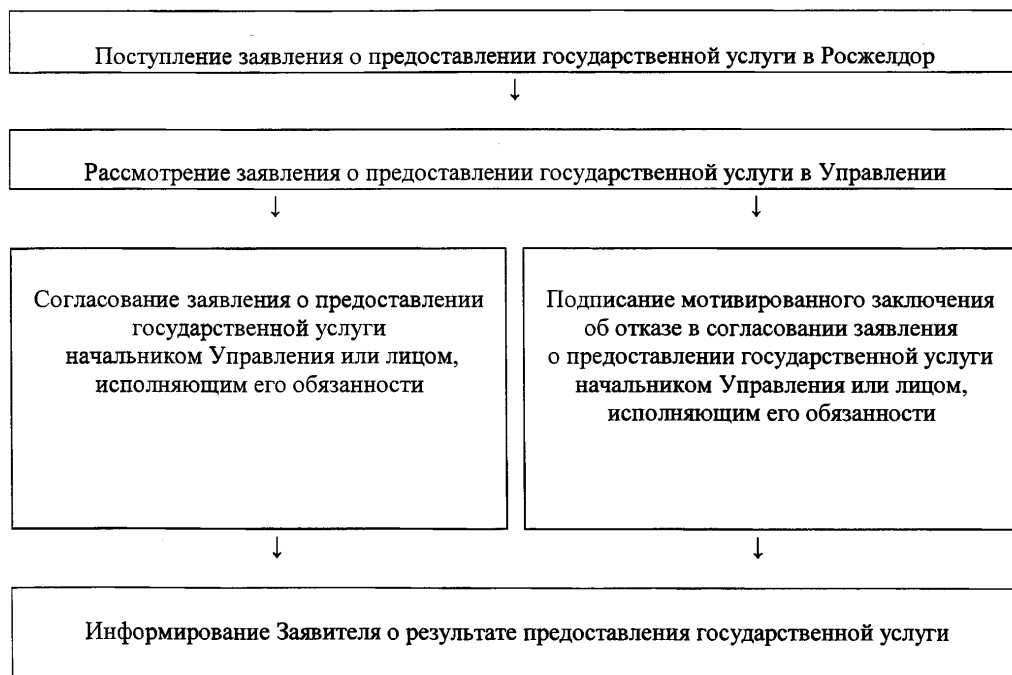 Поступление заявления о предоставлении государственной услуги в Росжелдор
↓
Рассмотрение заявления о предоставлении государственной услуги в Управлении
↓ ↓
Согласование заявления о предоставлении
государственной услуги
начальником Управления или лицом,
исполняющим его обязанности
Подписание мотивированного заключения
об отказе в согласовании заявления
о предоставлении государственной услуги
начальником Управления или лицом,
исполняющим его обязанности
↓ ↓
Информирование Заявителя о результате предоставления государственной услуги